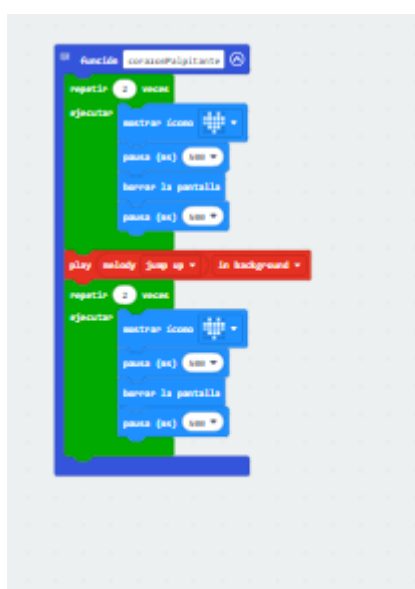 función corazonPalpitante
repetir 2 veces
ejecutar
mostrar ícono
pausa (ms) 500
borrar la pantalla
pausa (ms) 500
play melody jump up in background
repetir 2 veces
ejecutar
mostrar ícono
pausa (ms) 500
borrar la pantalla
pausa (ms) 500